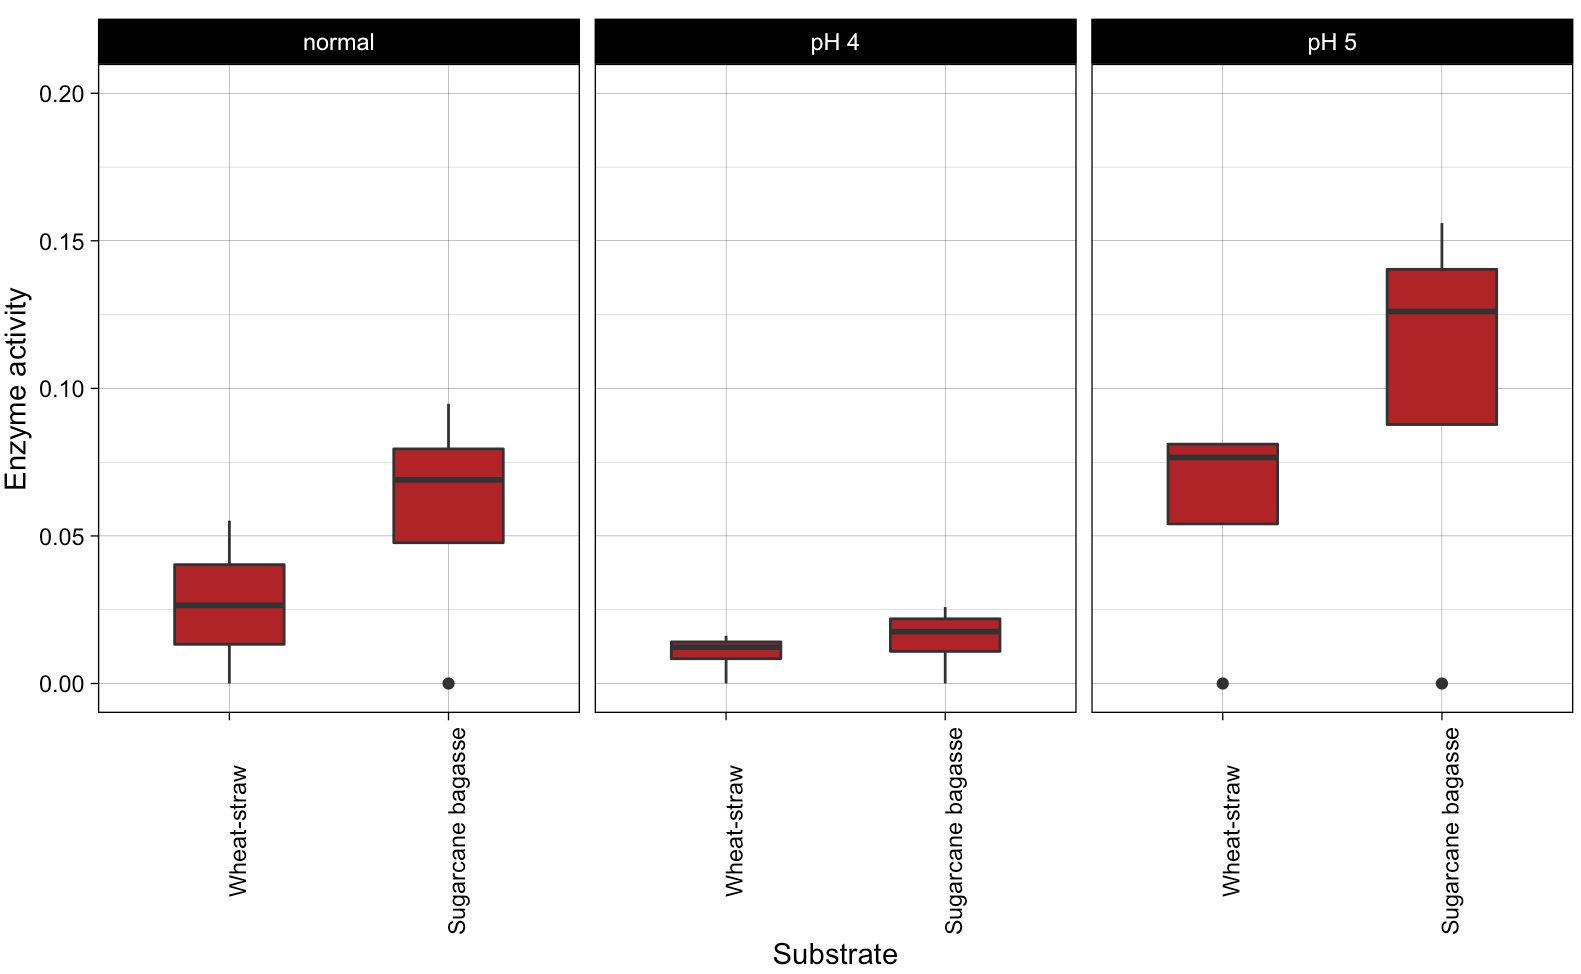 normal
pH 4
pH 5
Enzyme activity
0.20
0.15
0.10
0.05
0.00
Wheat-straw
Sugarcane bagasse
Wheat-straw
Sugarcane bagasse
Wheat-straw
Sugarcane bagasse
Substrate